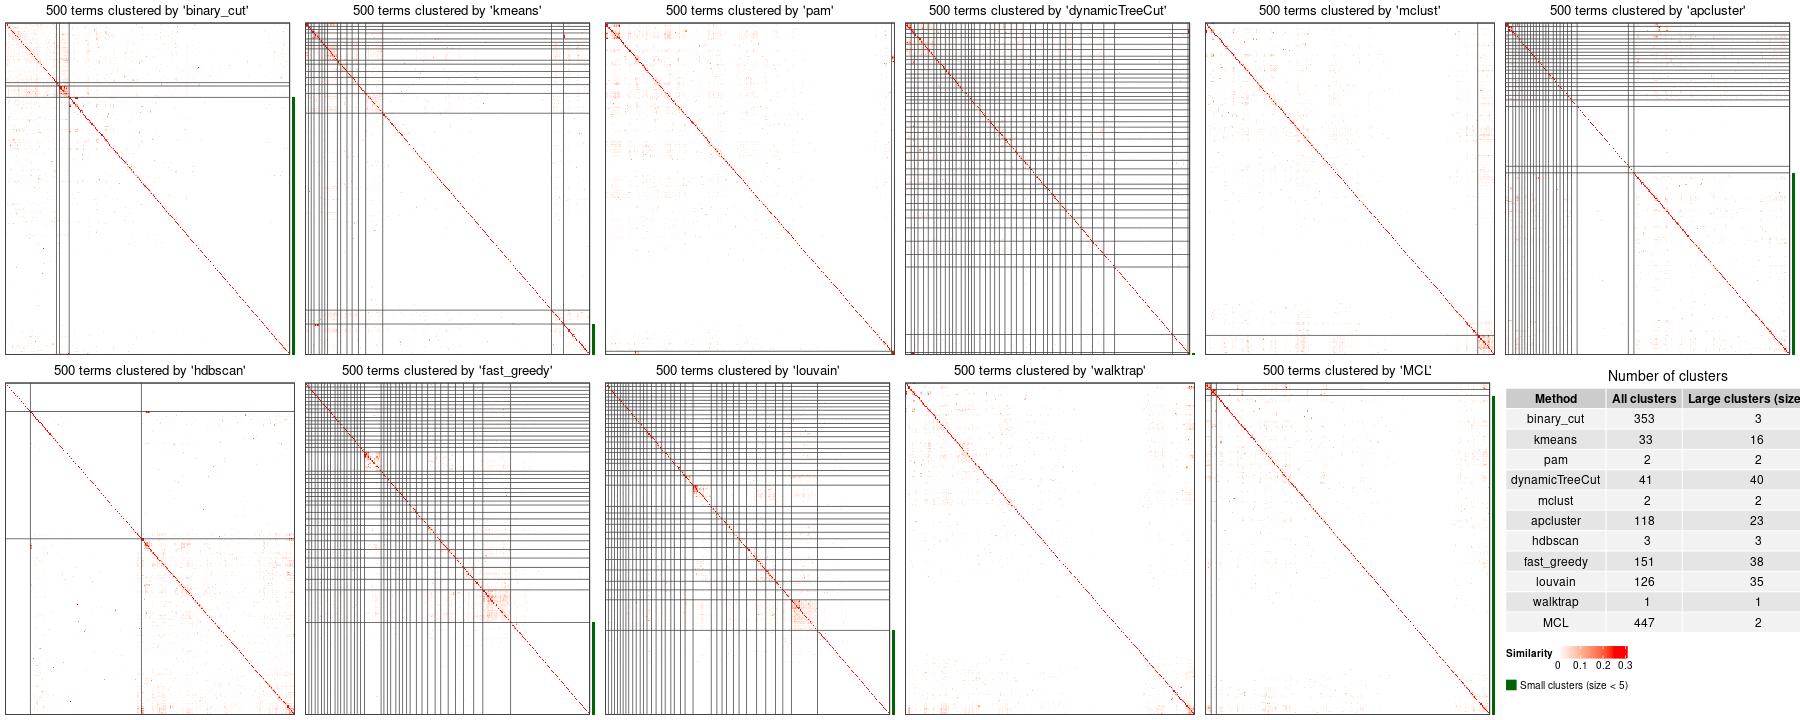 500 terms clustered by 'binary_cut'
500 terms clustered by 'kmeans'
500 terms clustered by 'pam'
500 terms clustered by 'dynamicTreeCut'
500 terms clustered by 'mclust'
500 terms clustered by 'apcluster'
500 terms clustered by 'hdbscan'
500 terms clustered by 'fast_greedy'
500 terms clustered by 'louvain'
500 terms clustered by 'walktrap'
500 terms clustered by 'MCL'
Number of clusters
Method All clusters Large clusters (size
binary_cut 353 3
kmeans 33 16
pam 2 2
dynamicTreeCut 41 40
mclust 2 2
apcluster 118 23
hdbscan 3 3
fast_greedy 151 38
louvain 126 35
walktrap 1 1
MCL 447 2
Similarity
0 0.1 0.2 0.3
Small clusters (size < 5)